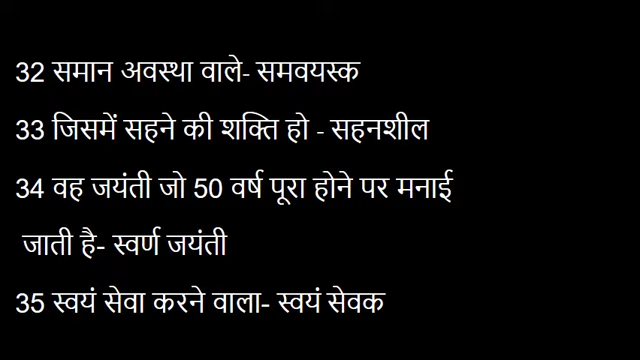 32 समान अवस्था वाले- समवयस्क
33 जिसमें सहने की शक्ति हो - सहनशील
34 वह जयंती जो 50 वर्ष पूरा होने पर मनाई
जाती है- स्वर्ण जयंती
35 स्वयं सेवा करने वाला- स्वयं सेवक